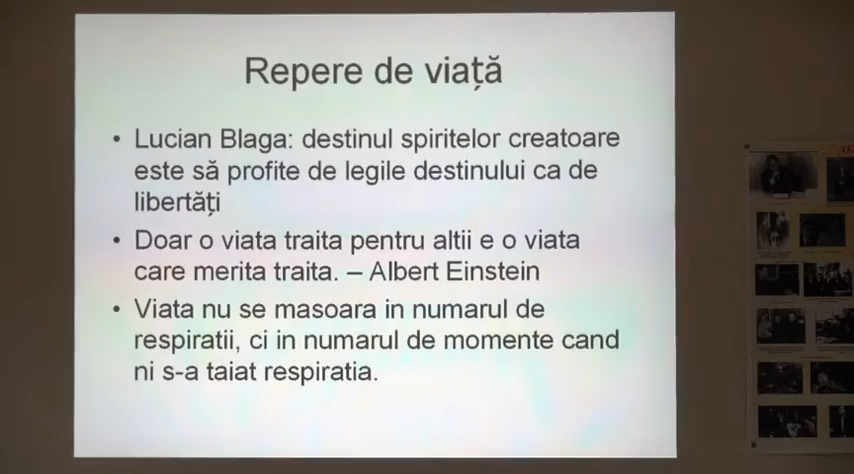 Repere de viață
• Lucian Blaga: destinul spiritelor creatoare
este să profite de legile destinului ca de
libertăți
• Doar o viata traita pentru altii e o viata
care merita traita. – Albert Einstein
• Viata nu se masoara in numarul de
respiratii, ci in numarul de momente cand
ni s-a taiat respiratia.